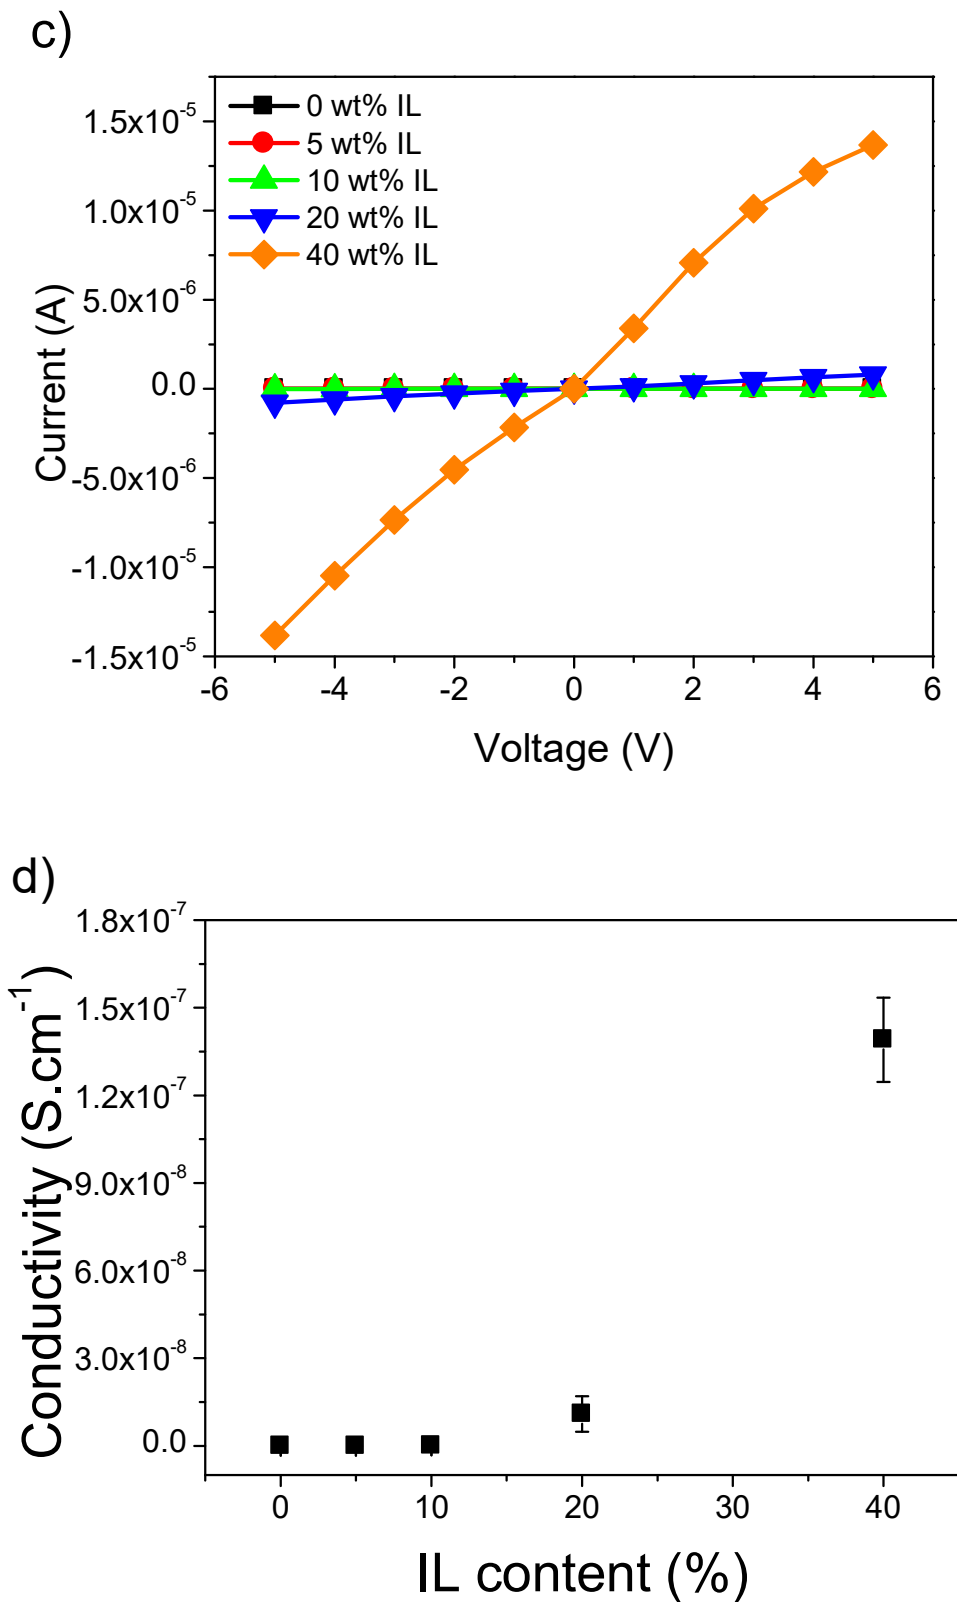 c)
1.5x10⁻⁵
1.0x10⁻⁵
5.0x10⁻⁶
0.0
-5.0x10⁻⁶
-1.0x10⁻⁵
-1.5x10⁻⁵
Current (A)
0 wt% IL
5 wt% IL
10 wt% IL
20 wt% IL
40 wt% IL
-6 -4 -2 0 2 4 6
Voltage (V)
d)
1.8x10⁻⁷
1.5x10⁻⁷
1.2x10⁻⁷
9.0x10⁻⁸
6.0x10⁻⁸
3.0x10⁻⁸
0.0
Conductivity (S.cm⁻¹)
0 10 20 30 40
IL content (%)